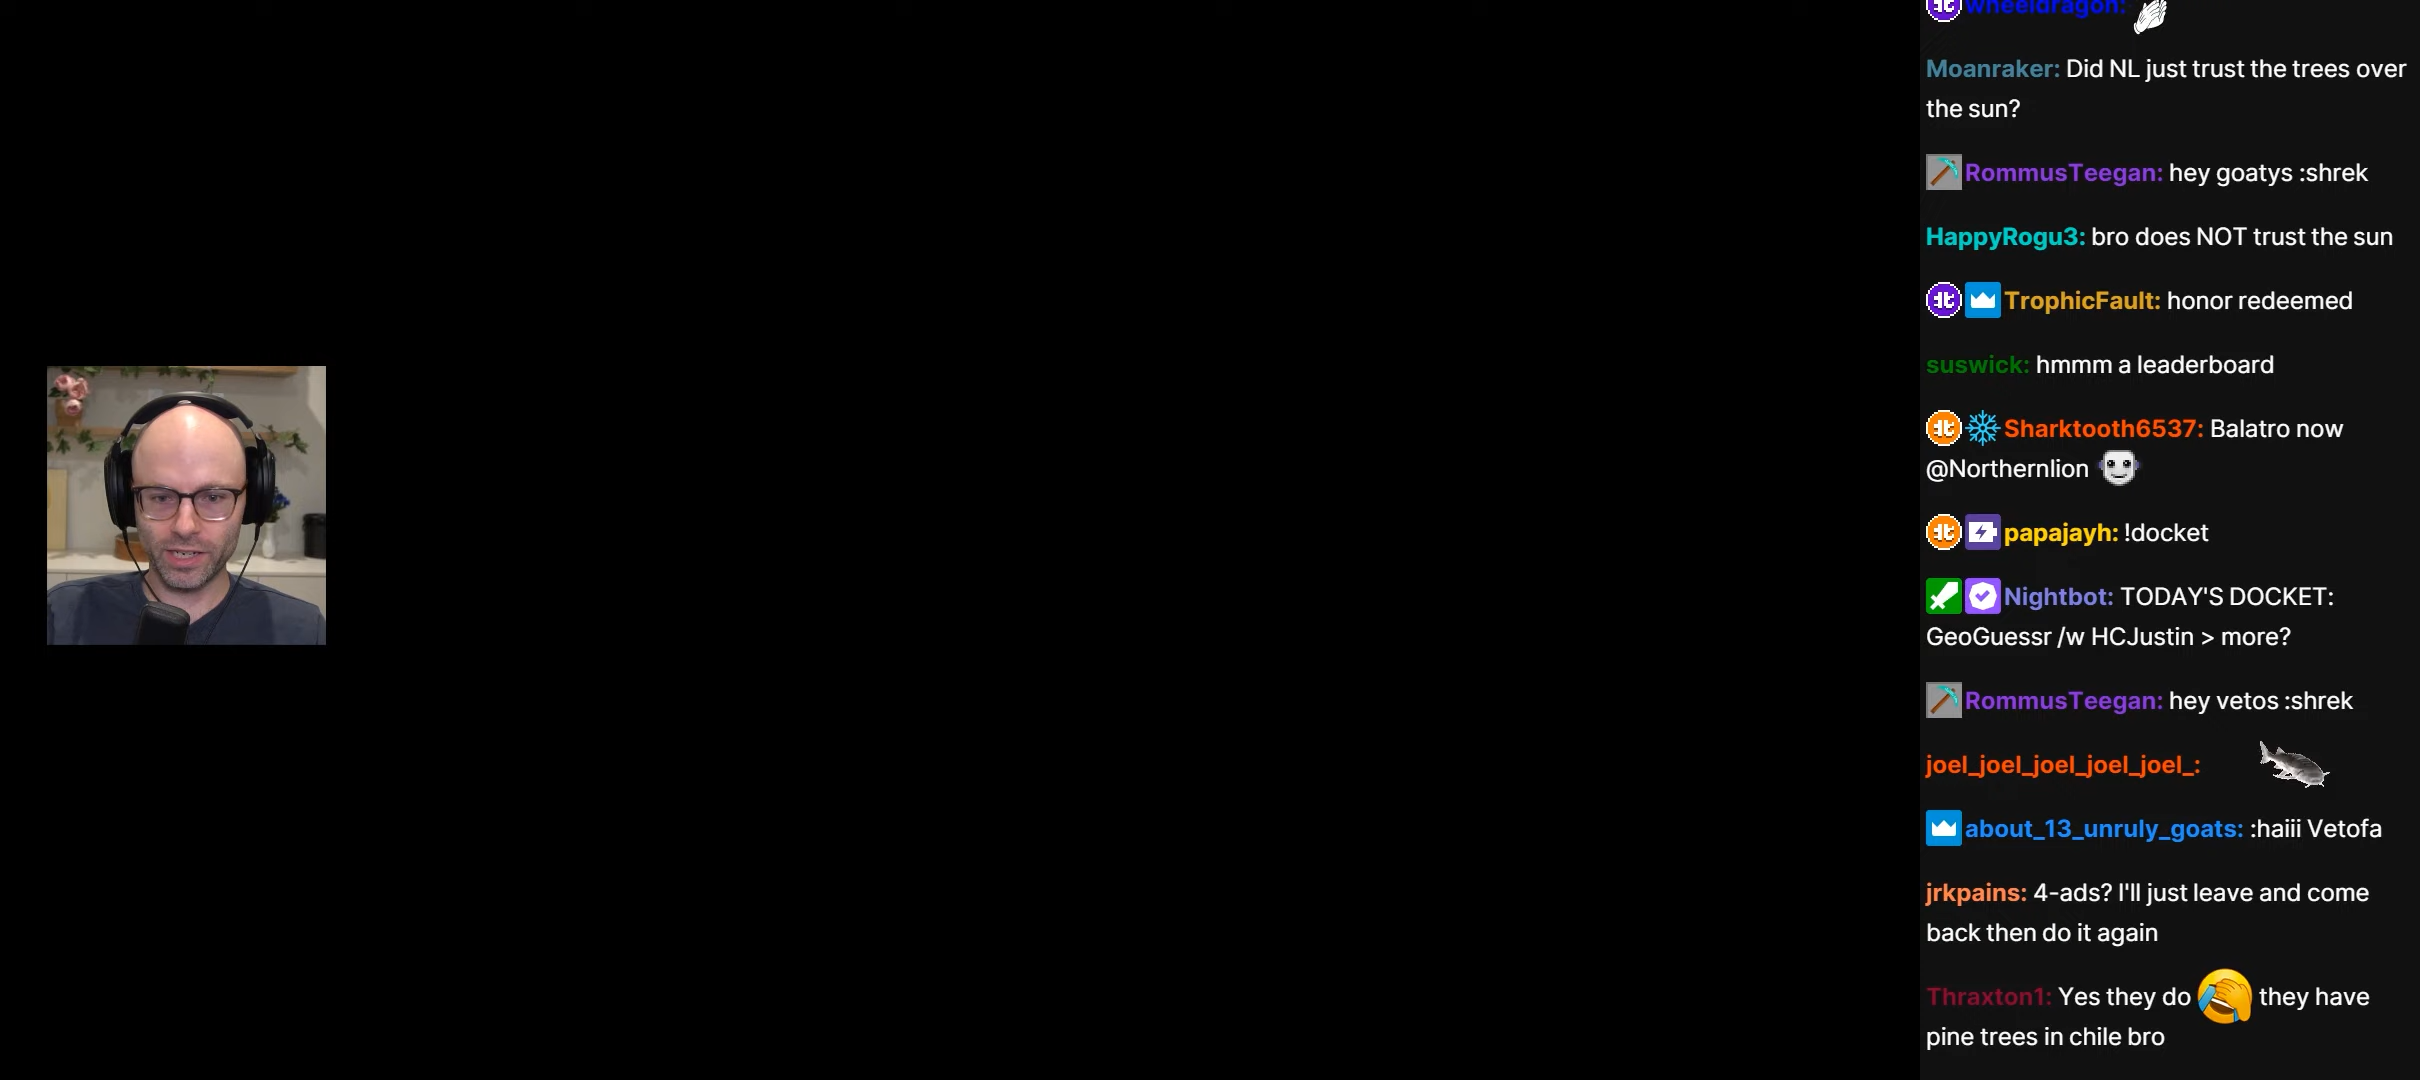 wheeldragon:
Moanraker: Did NL just trust the trees over
the sun?
RommusTeegan: hey goatys :shrek
HappyRogu3: bro does NOT trust the sun
TrophicFault: honor redeemed
suswick: hmmm a leaderboard
Sharktooth6537: Balatro now
@Northernlion
papajayh: !docket
Nightbot: TODAY'S DOCKET:
GeoGuessr /w HCJustin > more?
RommusTeegan: hey vetos :shrek
joel_joel_joel_joel_joel_:
about_13_unruly_goats: :haiii Vetofa
jrkpains: 4-ads? I'll just leave and come
back then do it again
Thraxton1: Yes they do they have
pine trees in chile bro